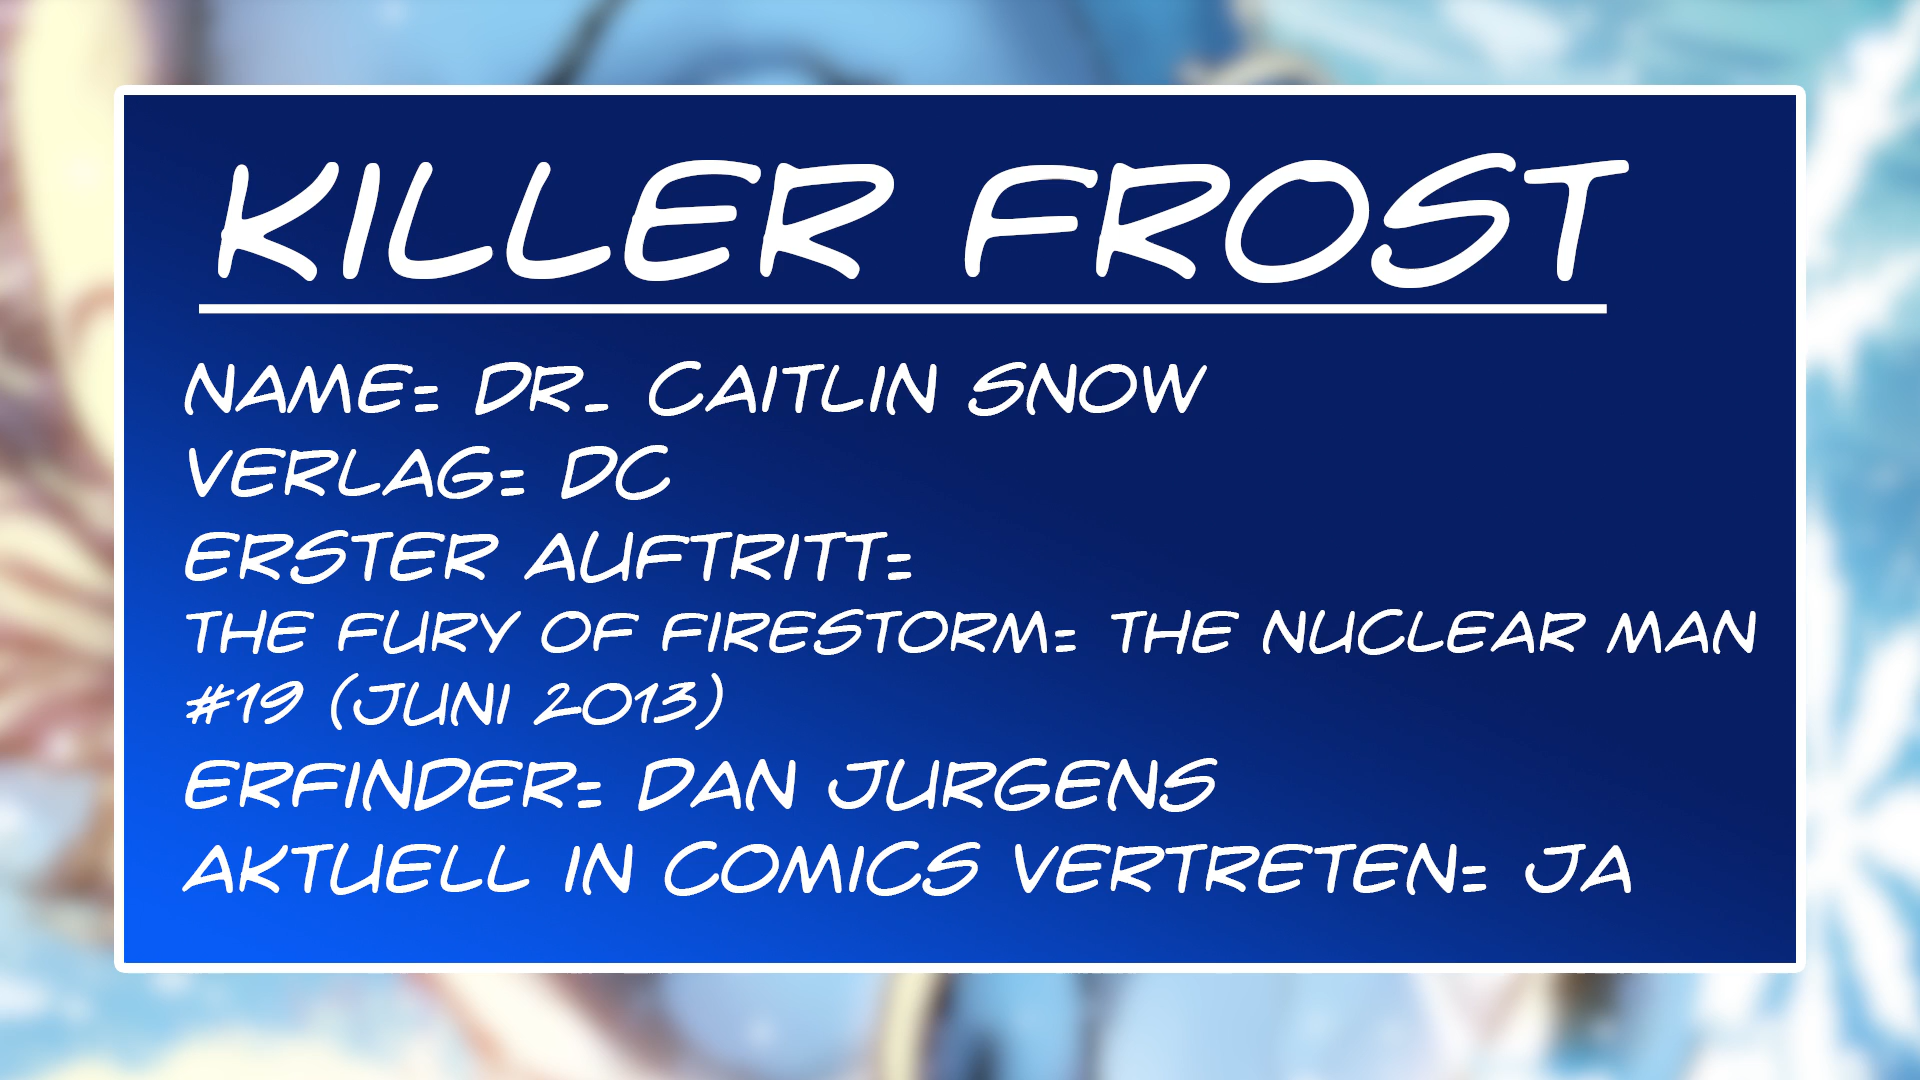 KILLER FROST
NAME: DR. CAITLIN SNOW
VERLAG: DC
ERSTER AUFTRITT:
THE FURY OF FIRESTORM: THE NUCLEAR MAN
#19 (JUNI 2013)
ERFINDER: DAN JURGENS
AKTUELL IN COMICS VERTRETEN: JA